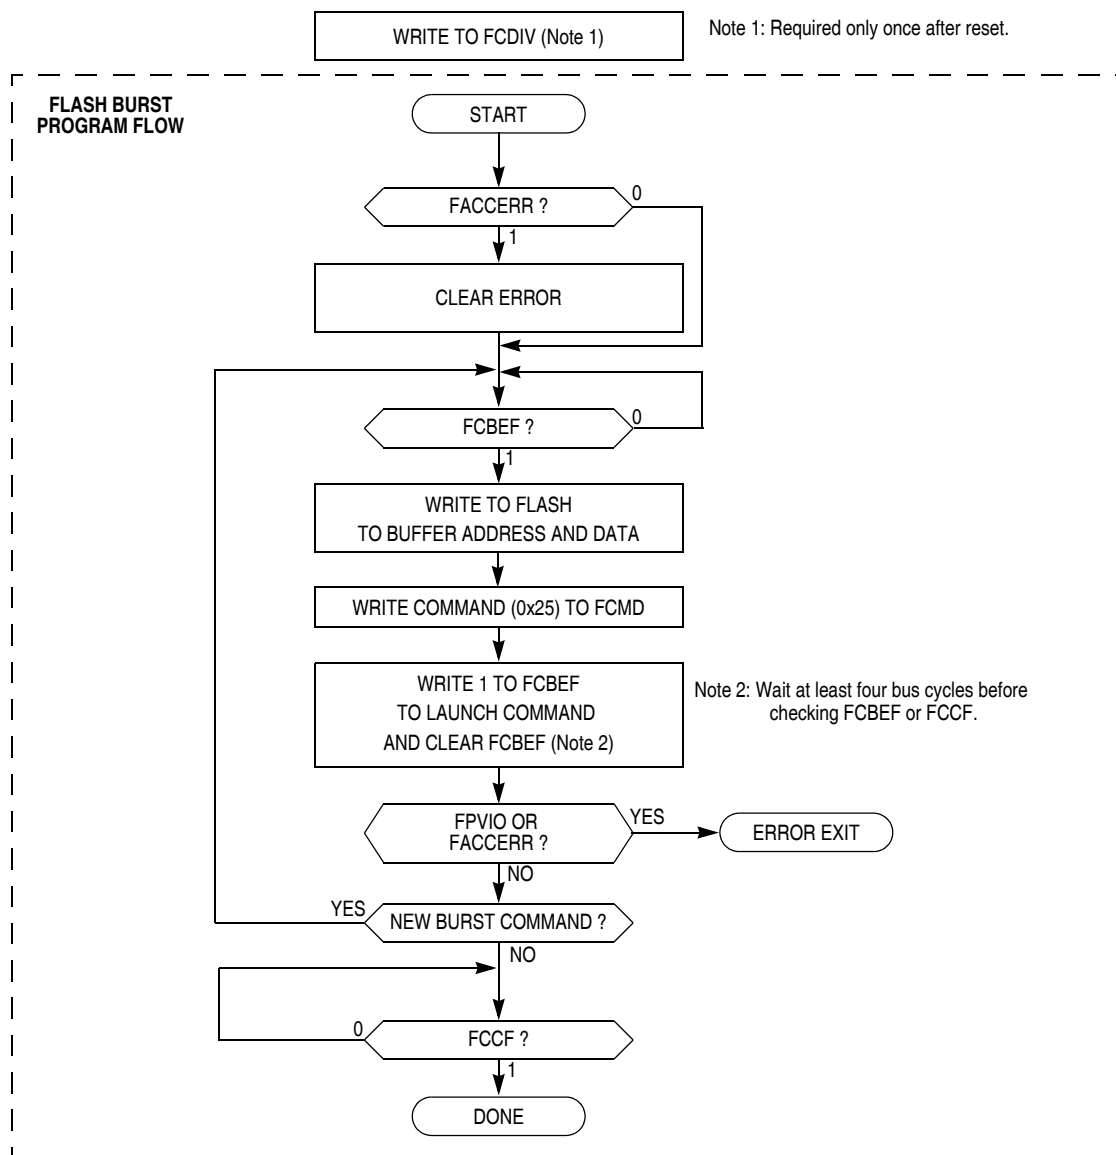 WRITE TO FCDIV (Note 1)
Note 1: Required only once after reset.
FLASH BURST
PROGRAM FLOW
START
FACCERR ?
0
1
CLEAR ERROR
FCBEF ?
0
1
WRITE TO FLASH
TO BUFFER ADDRESS AND DATA
WRITE COMMAND (0x25) TO FCMD
WRITE 1 TO FCBEF
TO LAUNCH COMMAND
AND CLEAR FCBEF (Note 2)
Note 2: Wait at least four bus cycles before
checking FCBEF or FCCF.
FPVIO OR
FACCERR ?
YES
ERROR EXIT
NO
YES
NEW BURST COMMAND ?
NO
0
FCCF ?
1
DONE